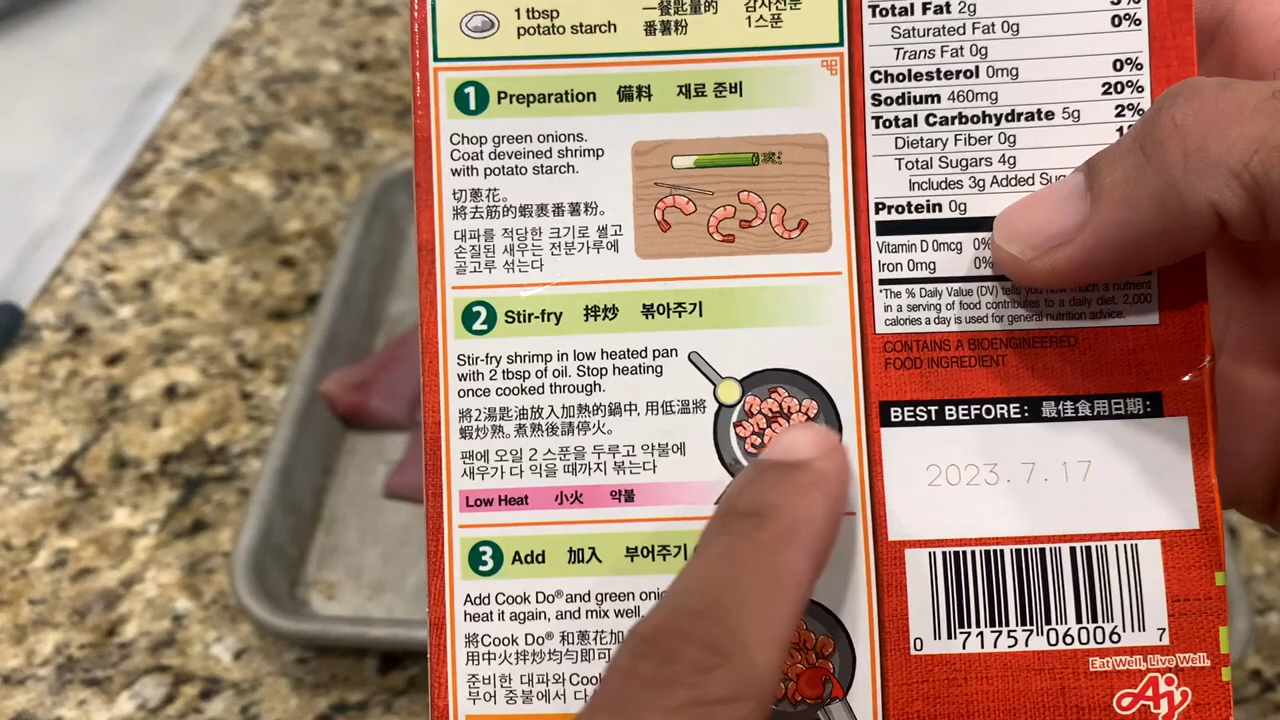 1 tbsp
potato starch
一餐匙量的
番薯粉
감자전분
1스푼
1 Preparation 備料 재료 준비
Chop green onions.
Coat deveined shrimp
with potato starch.
切蔥花。
將去筋的蝦裹番薯粉。
대파를 적당한 크기로 썰고
손질된 새우는 전분가루에
골고루 섞는다
2 Stir-fry 拌炒 볶아주기
Stir-fry shrimp in low heated pan
with 2 tbsp of oil. Stop heating
once cooked through.
將2湯匙油放入加熱的鍋中, 用低溫將
蝦炒熟。煮熟後請停火。
팬에 오일 2 스푼을 두루고 약불에
새우가 다 익을 때까지 볶는다
Low Heat 小火 약불
3 Add 加入 부어주기
Add Cook Do® and green
heat it again, and mix well.
將Cook Do® 和蔥花加
用中火拌炒均勻即可
준비한 대파와
부어 중불에서
Total Fat 2g
Saturated Fat 0g 0%
Trans Fat 0g
Cholesterol 0mg 0%
Sodium 460mg 20%
Total Carbohydrate 5g 2%
Dietary Fiber 0g
Total Sugars 4g
Includes 3g Added
Protein 0g
Vitamin D 0mcg 0%
Iron 0mg 0%
*The % Daily Value (DV) tells you how much a nutrient
in a serving of food contributes to a daily diet. 2,000
calories a day is used for general nutrition advice.
CONTAINS A BIOENGINEERED
FOOD INGREDIENT
BEST BEFORE: 最佳食用日期:
2023.7.17
0 71757 06006 7
Eat Well, Live Well.
Aj